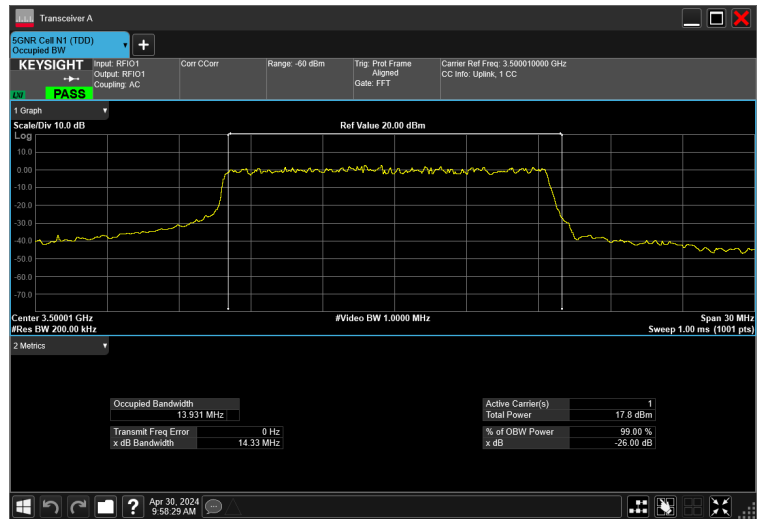 Transceiver A
5GNR Cell N1 (TDD)
Occupied BW
KEYSIGHT
LXI
PASS
Input: RFIO1
Output: RFIO1
Coupling: AC
Corr CCorr
Range: -60 dBm
Trig: Prot Frame
Aligned
Gate: FFT
Carrier Ref Freq: 3.500010000 GHz
CC Info: Uplink, 1 CC
1 Graph
Scale/Div 10.0 dB
Ref Value 20.00 dBm
Log
10.0
0.00
-10.0
-20.0
-30.0
-40.0
-50.0
-60.0
-70.0
Center 3.50001 GHz
#Video BW 1.0000 MHz
Span 30 MHz
#Res BW 200.00 kHz
Sweep 1.00 ms (1001 pts)
2 Metrics
Occupied Bandwidth
13.931 MHz
Transmit Freq Error 0 Hz
x dB Bandwidth 14.33 MHz
Active Carrier(s) 1
Total Power 17.8 dBm
% of OBW Power 99.00 %
x dB -26.00 dB
?
Apr 30, 2024
9:58:29 AM